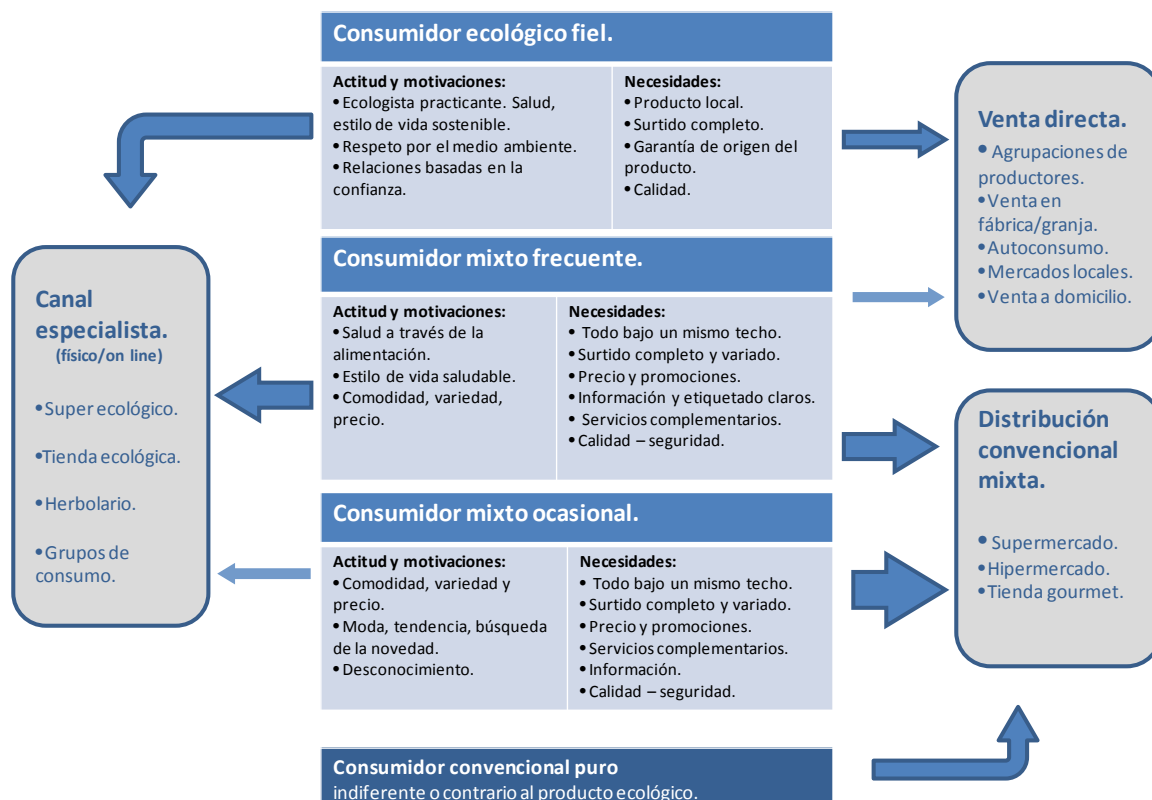 Consumidor ecológico fiel.
Actitud y motivaciones:
• Ecologista practicante. Salud,
estilo de vida sostenible.
• Respeto por el medio ambiente.
• Relaciones basadas en la
confianza.
Necesidades:
• Producto local.
• Surtido completo.
• Garantía de origen del
producto.
• Calidad.
Venta directa.
• Agrupaciones de
productores.
• Venta en
fábrica/granja.
• Autoconsumo.
• Mercados locales.
• Venta a domicilio.
Canal
especialista.
(físico/on line)
• Super ecológico.
• Tienda ecológica.
• Herbolario.
• Grupos de
consumo.
Consumidor mixto frecuente.
Actitud y motivaciones:
• Salud a través de la
alimentación.
• Estilo de vida saludable.
• Comodidad, variedad,
precio.
Necesidades:
• Todo bajo un mismo techo.
• Surtido completo y variado.
• Precio y promociones.
• Información y etiquetado claros.
• Servicios complementarios.
• Calidad – seguridad.
Distribución
convencional
mixta.
• Supermercado.
• Hipermercado.
• Tienda gourmet.
Consumidor mixto ocasional.
Actitud y motivaciones:
• Comodidad, variedad y
precio.
• Moda, tendencia, búsqueda
de la novedad.
• Desconocimiento.
Necesidades:
• Todo bajo un mismo techo.
• Surtido completo y variado.
• Precio y promociones.
• Servicios complementarios.
• Información.
• Calidad – seguridad.
Consumidor convencional puro
indiferente o contrario al producto ecológico.